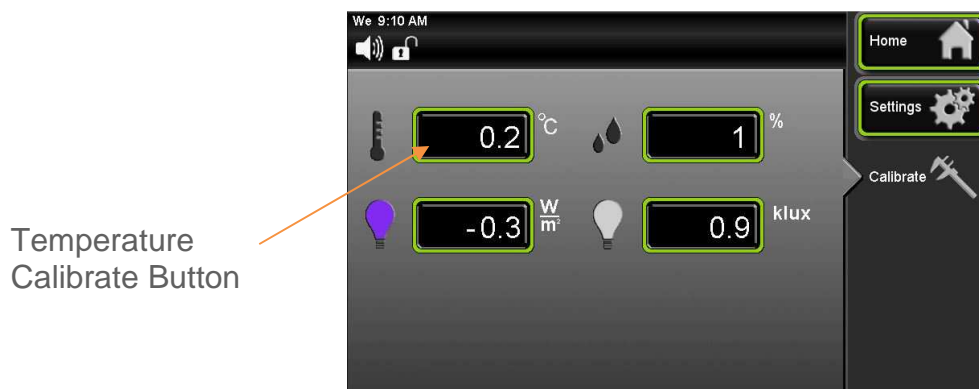 We 9:10 AM
Home
Settings
Calibrate
0.2 °C
1 %
-0.3 W/m²
0.9 klux
Temperature
Calibrate Button